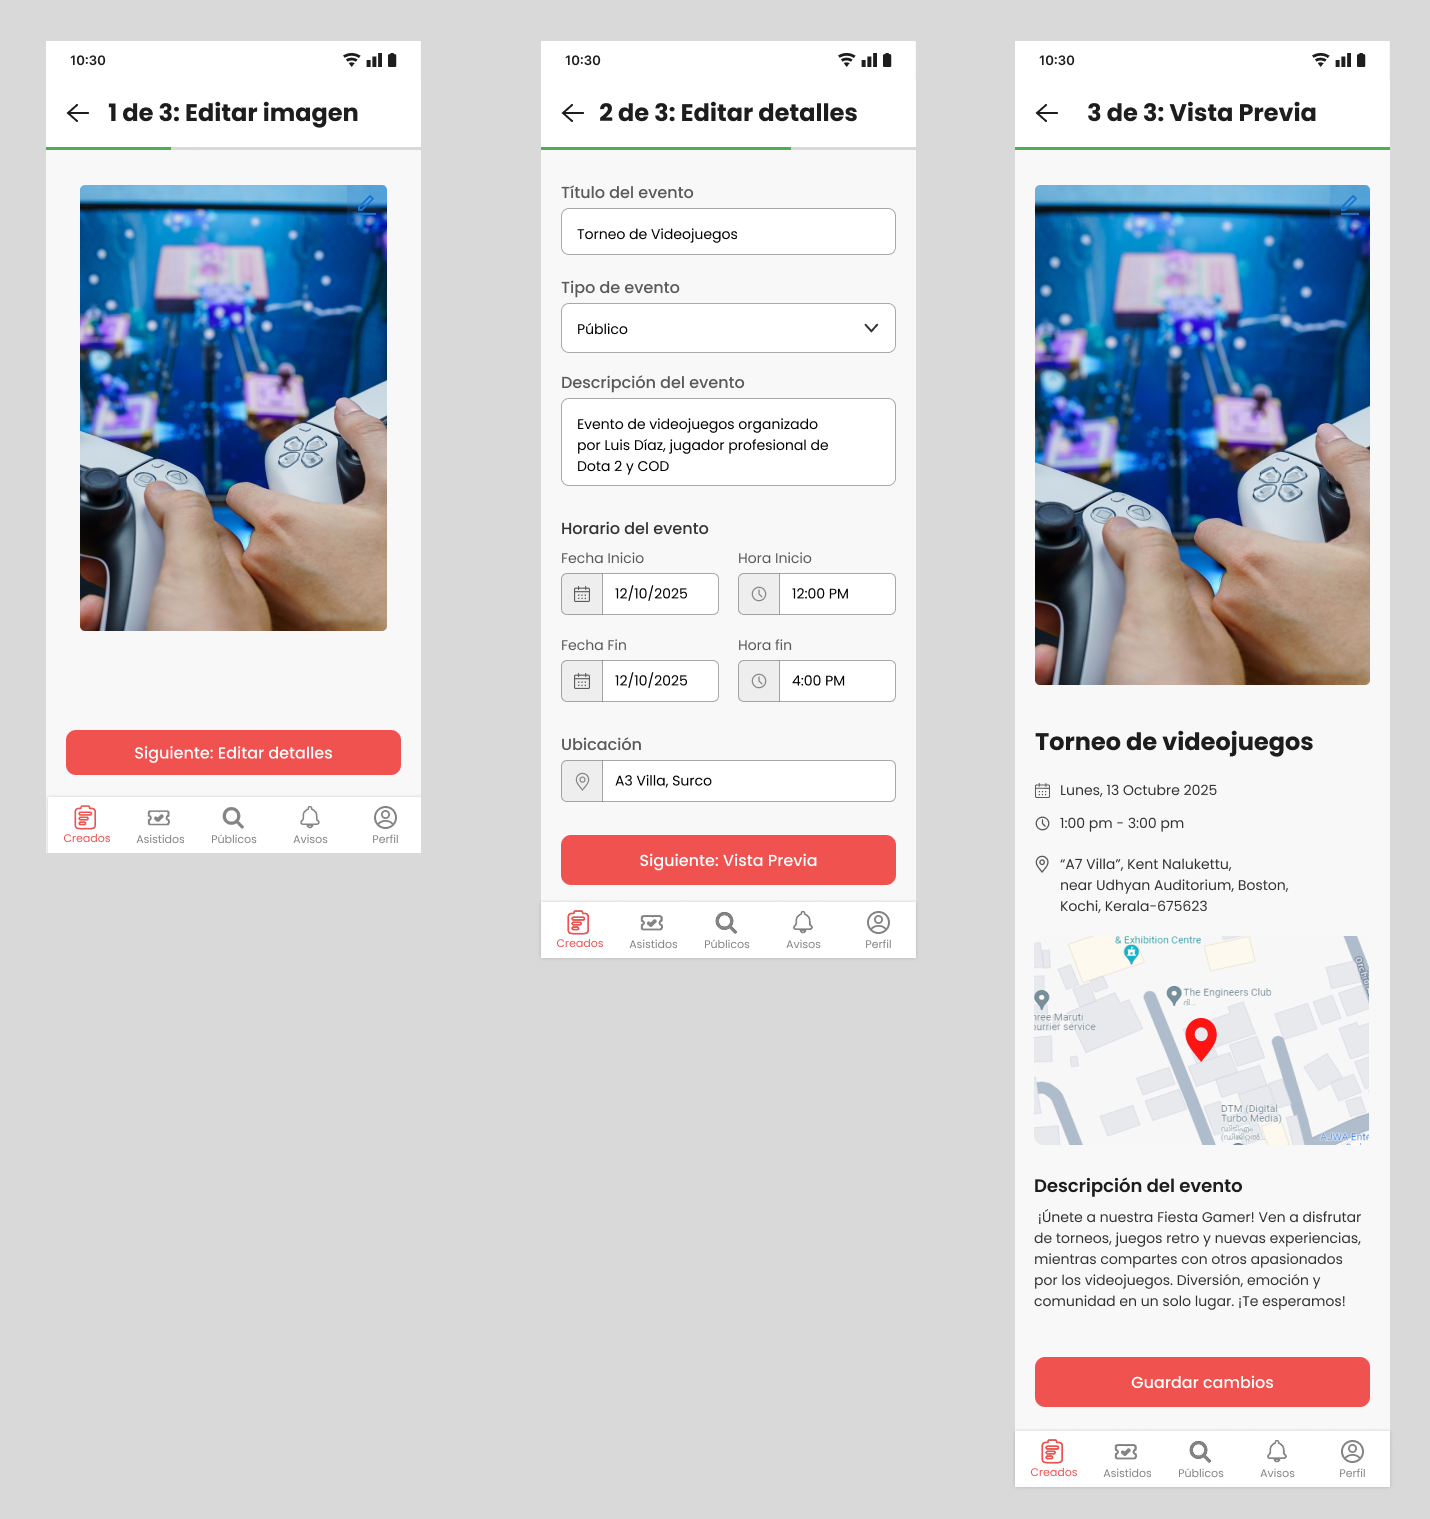 10:30
1 de 3: Editar imagen
Siguiente: Editar detalles
Creados
Asistidos
Públicos
Avisos
Perfil
10:30
2 de 3: Editar detalles
Título del evento
Torneo de Videojuegos
Tipo de evento
Público
Descripción del evento
Evento de videojuegos organizado
por Luis Díaz, jugador profesional de
Dota 2 y COD
Horario del evento
Fecha Inicio
Hora Inicio
12/10/2025
12:00 PM
Fecha Fin
Hora fin
12/10/2025
4:00 PM
Ubicación
A3 Villa, Surco
Siguiente: Vista Previa
Creados
Asistidos
Públicos
Avisos
Perfil
10:30
3 de 3: Vista Previa
Torneo de videojuegos
Lunes, 13 Octubre 2025
1:00 pm - 3:00 pm
“A7 Villa”, Kent Nalukettu,
near Udhyan Auditorium, Boston,
Kochi, Kerala-675623
& Exhibition Centre
The Engineers Club
hree Maruti
ourrier service
DTM (Digital
Turbo Media)
AJWA Ente
Descripción del evento
¡Únete a nuestra Fiesta Gamer! Ven a disfrutar
de torneos, juegos retro y nuevas experiencias,
mientras compartes con otros apasionados
por los videojuegos. Diversión, emoción y
comunidad en un solo lugar. ¡Te esperamos!
Guardar cambios
Creados
Asistidos
Públicos
Avisos
Perfil